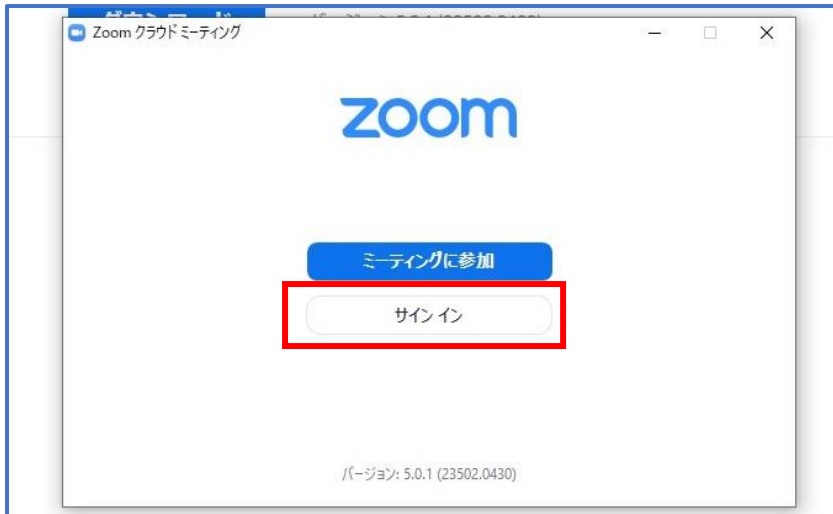 Zoom クラウド ミーティング
zoom
ミーティングに参加
サイン イン
バージョン: 5.0.1 (23502.0430)